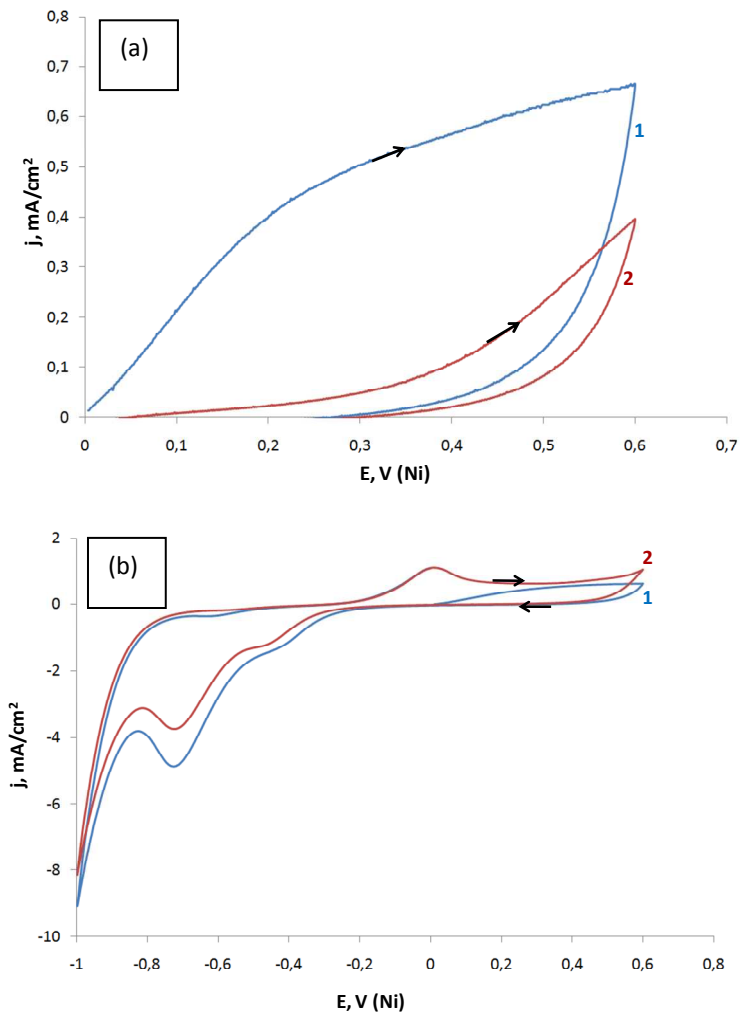 (a)
0,8
0,7
0,6
0,5
0,4
0,3
0,2
0,1
0
j, mA/cm²
1
2
0 0,1 0,2 0,3 0,4 0,5 0,6 0,7
E, V (Ni)
(b)
2
0
-2
-4
-6
-8
-10
j, mA/cm²
2
1
-1 -0,8 -0,6 -0,4 -0,2 0 0,2 0,4 0,6 0,8
E, V (Ni)